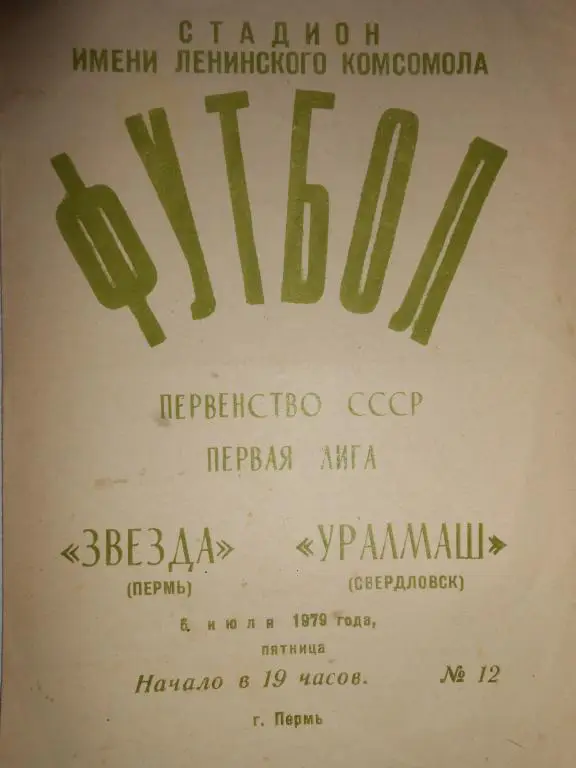 СТАДИОН
ИМЕНИ ЛЕНИНСКОГО КОМСОМОЛА
ФУТБОЛ
ПЕРВЕНСТВО СССР
ПЕРВАЯ ЛИГА
«ЗВЕЗДА» «УРАЛМАШ»
(ПЕРМЬ) (СВЕРДЛОВСК)
июля 1979 года,
пятница
Начало в 19 часов. № 12
г. Пермь